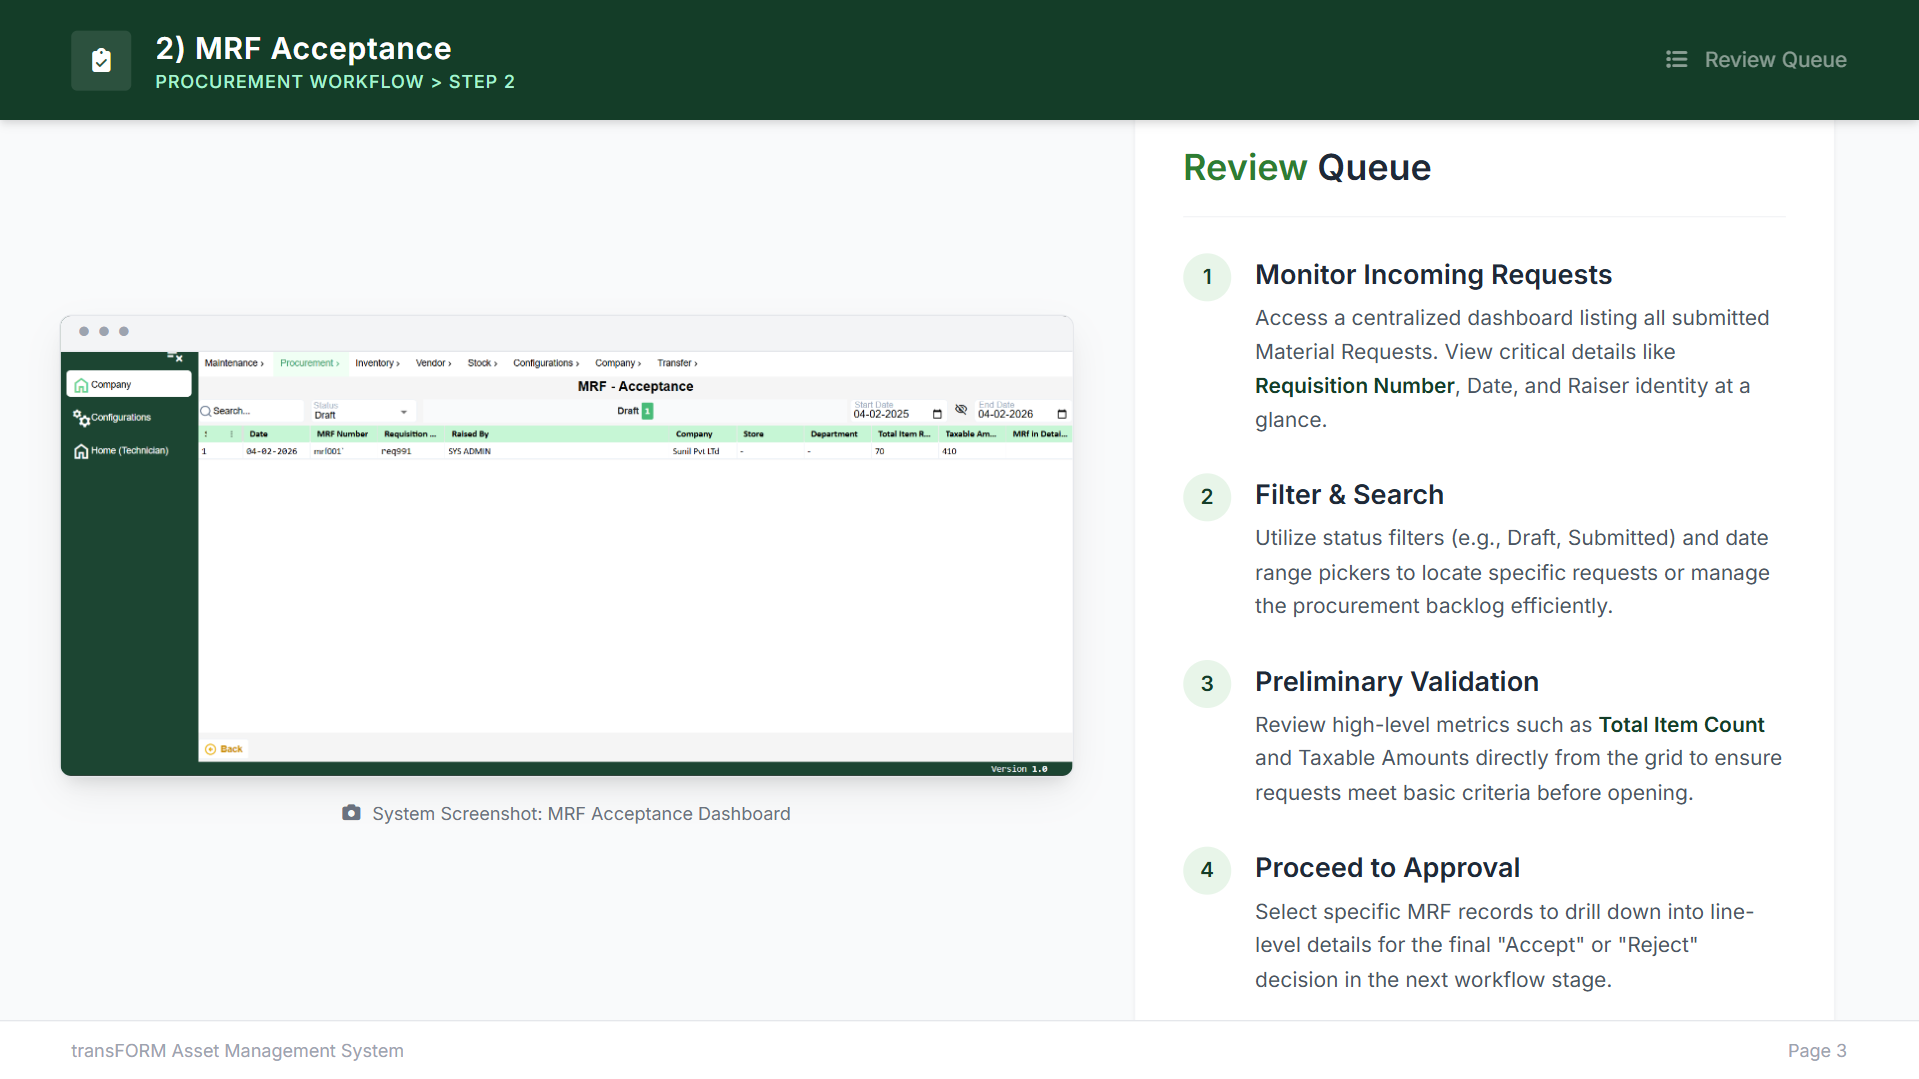 2) MRF Acceptance
PROCUREMENT WORKFLOW > STEP 2
Review Queue
Maintenance ›
Procurement ›
Inventory ›
Vendor ›
Stock ›
Configurations ›
Company ›
Transfer ›
Company
Configurations
Home (Technician)
MRF - Acceptance
Search...
Status
Draft
Draft 1
Start Date
04-02-2025
End Date
04-02-2026
Date MRF Number Requisition ... Raised By Company Store Department Total Item R... Taxable Am... MRf in Detai...
1 04-02-2026 mrf001 req991 SYS ADMIN Sunil Pvt LTd - - 70 410
Back
Version 1.0
System Screenshot: MRF Acceptance Dashboard
Review Queue
1
Monitor Incoming Requests
Access a centralized dashboard listing all submitted
Material Requests. View critical details like
Requisition Number, Date, and Raiser identity at a
glance.
2
Filter & Search
Utilize status filters (e.g., Draft, Submitted) and date
range pickers to locate specific requests or manage
the procurement backlog efficiently.
3
Preliminary Validation
Review high-level metrics such as Total Item Count
and Taxable Amounts directly from the grid to ensure
requests meet basic criteria before opening.
4
Proceed to Approval
Select specific MRF records to drill down into line-
level details for the final "Accept" or "Reject"
decision in the next workflow stage.
transFORM Asset Management System
Page 3